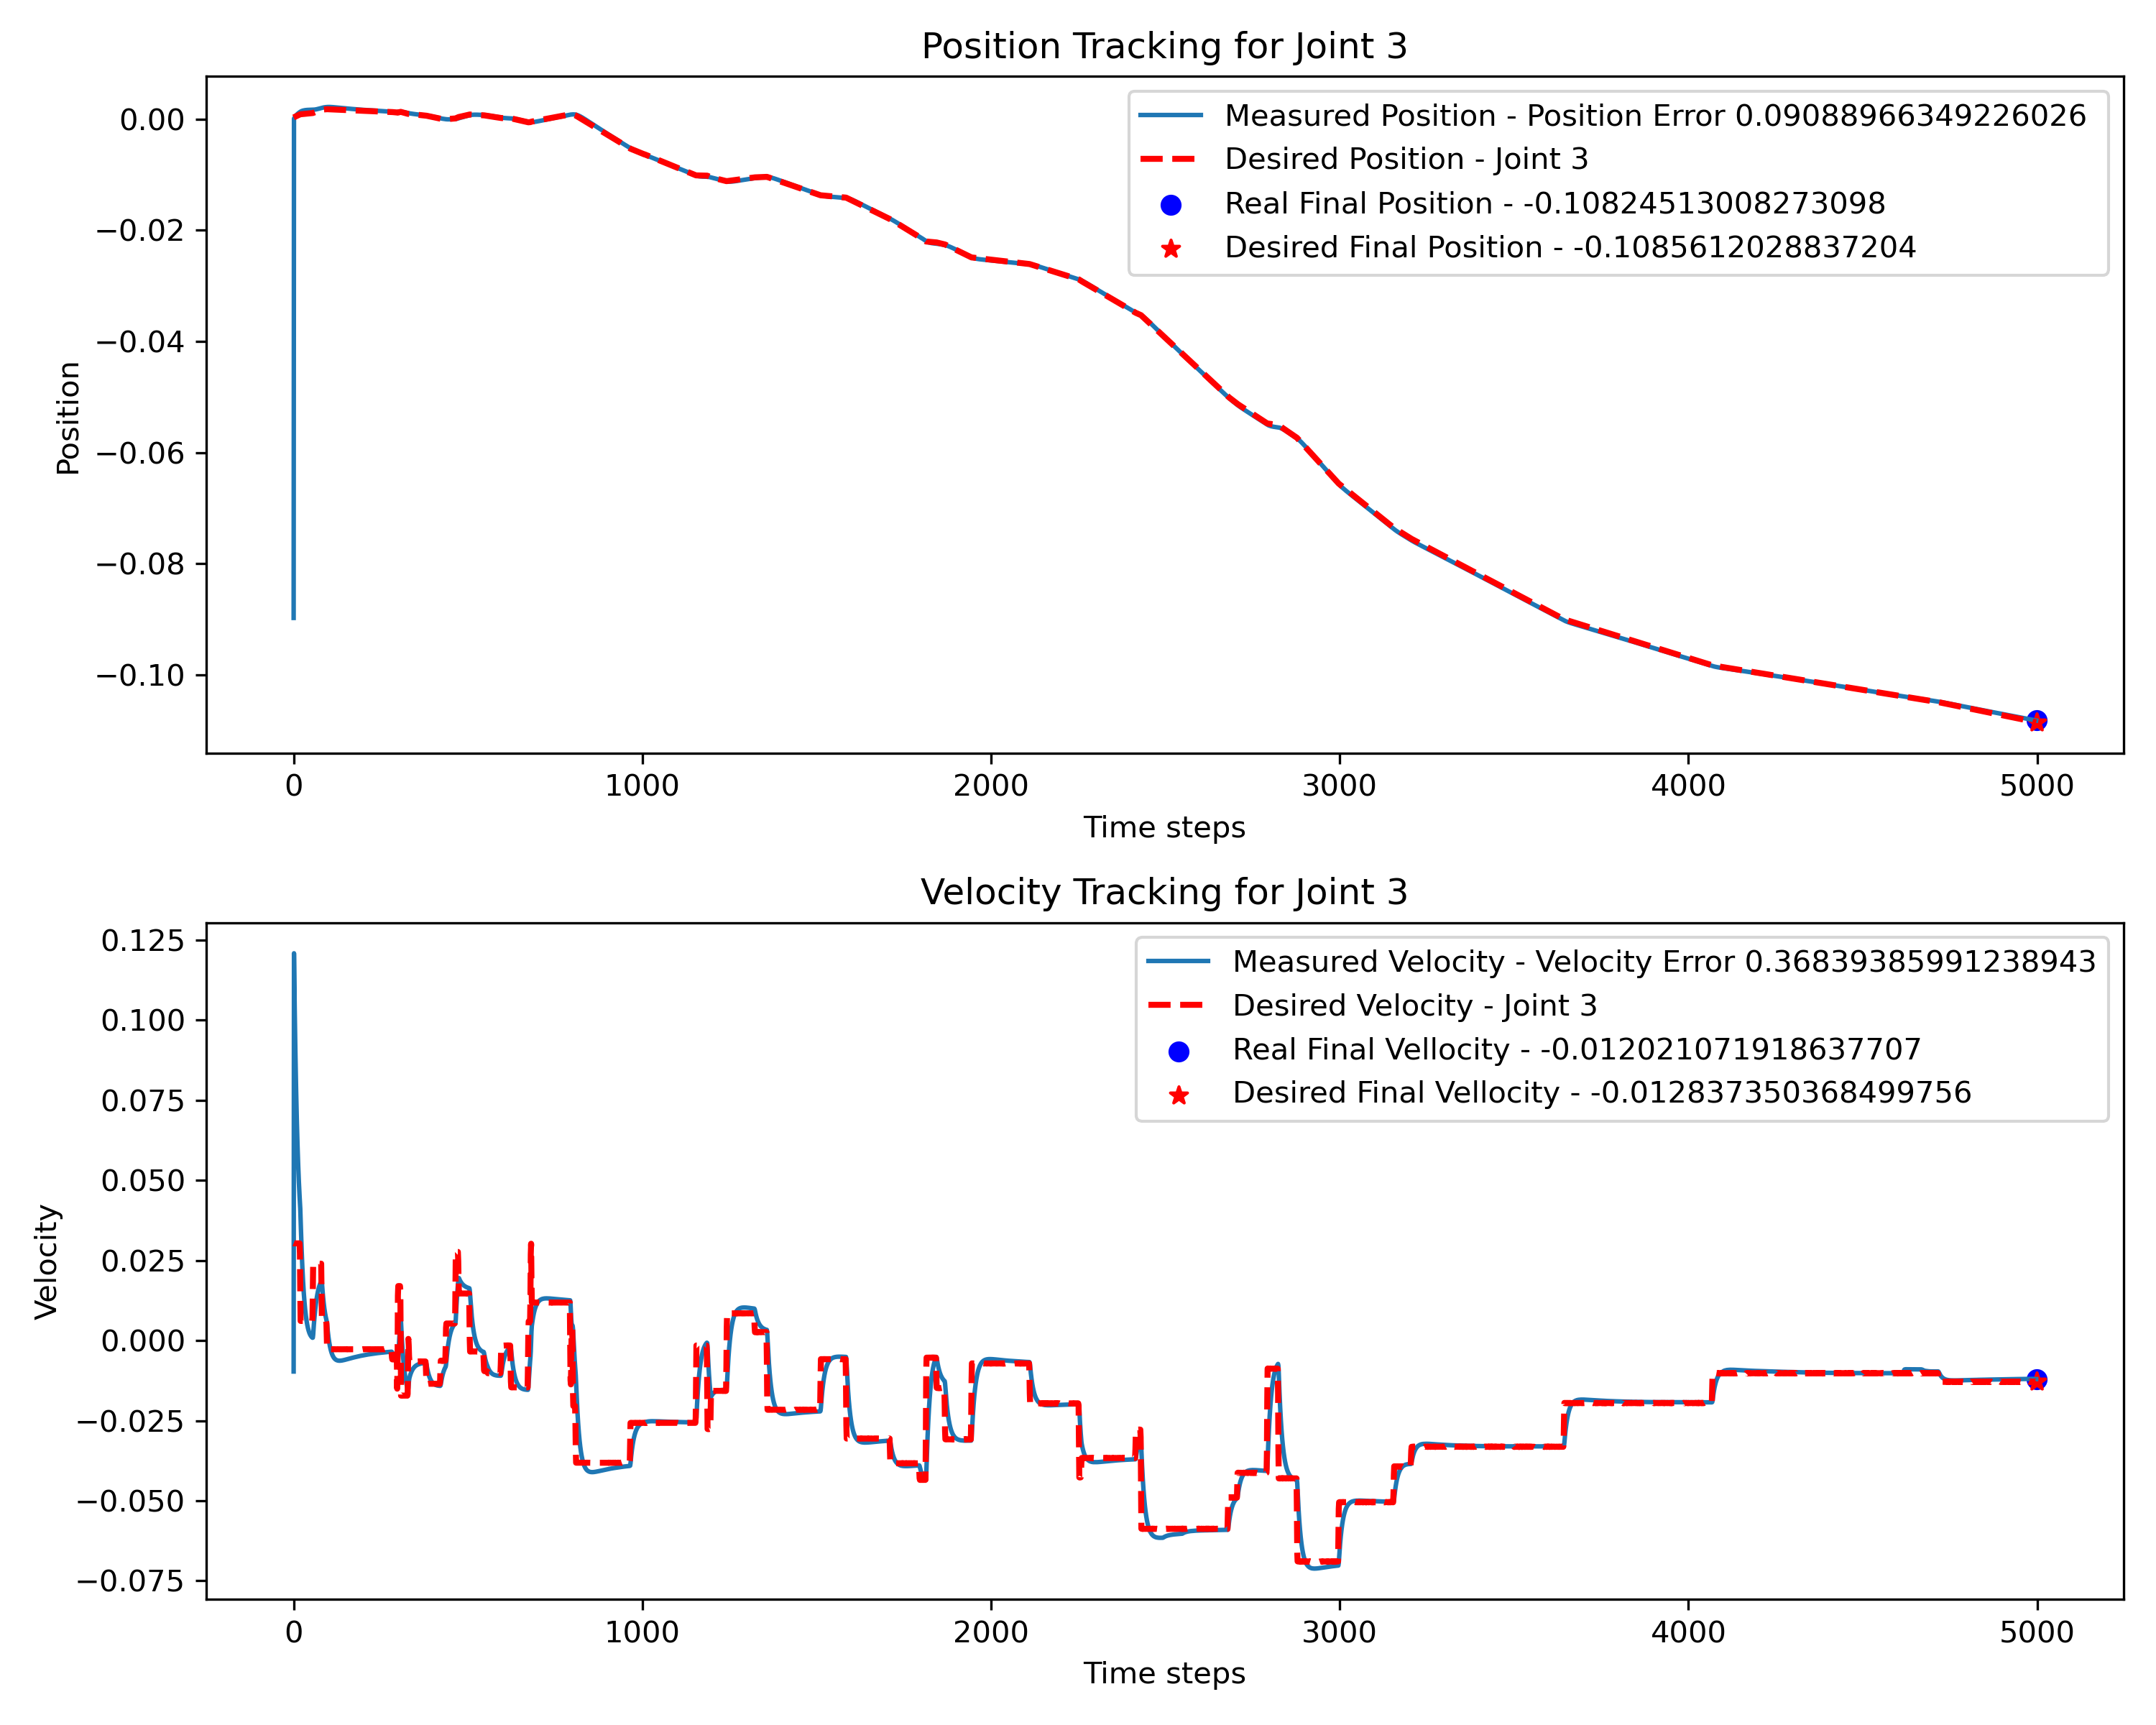 Position Tracking for Joint 3
Measured Position - Position Error 0.09088966349226026
Desired Position - Joint 3
Real Final Position - -0.10824513008273098
Desired Final Position - -0.1085612028837204
Position
0.00
−0.02
−0.04
−0.06
−0.08
−0.10
0 1000 2000 3000 4000 5000
Time steps
Velocity Tracking for Joint 3
Measured Velocity - Velocity Error 0.36839385991238943
Desired Velocity - Joint 3
Real Final Vellocity - -0.012021071918637707
Desired Final Vellocity - -0.012837350368499756
Velocity
0.125
0.100
0.075
0.050
0.025
0.000
−0.025
−0.050
−0.075
0 1000 2000 3000 4000 5000
Time steps